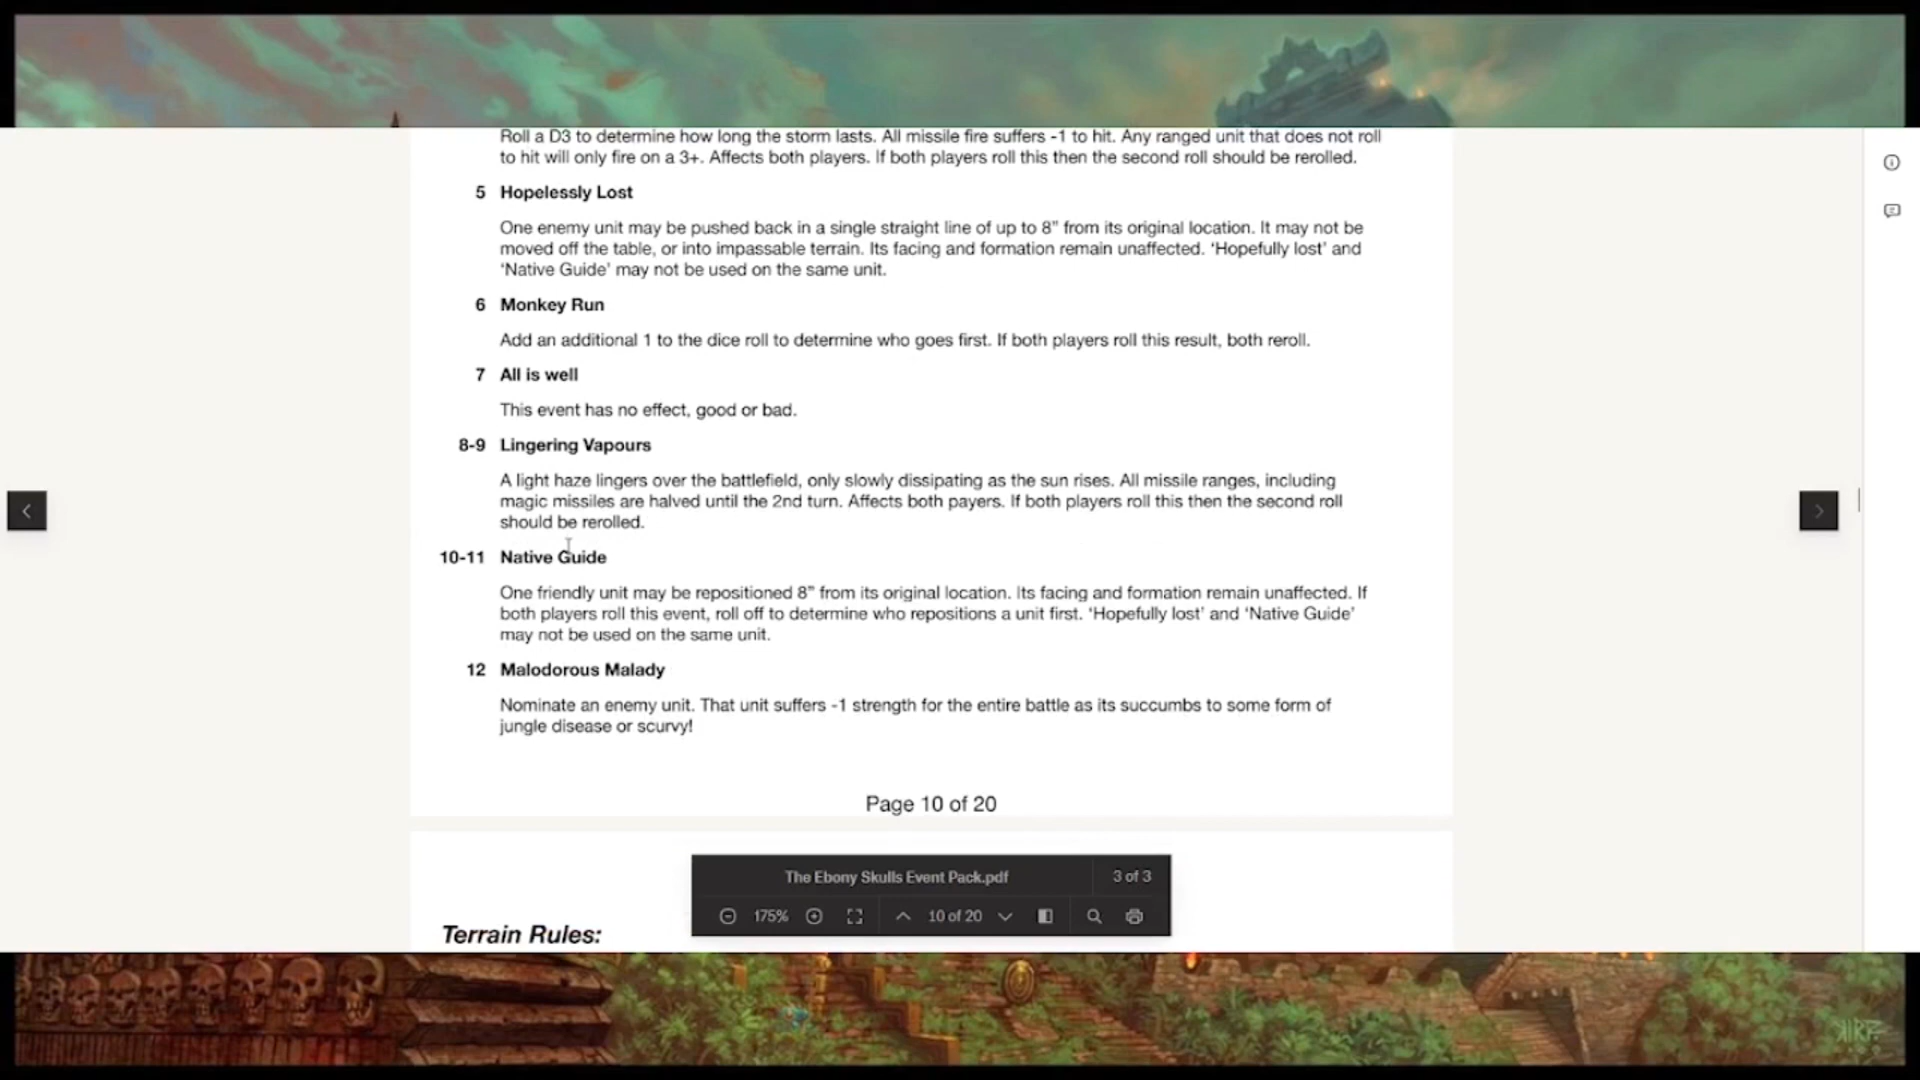 Roll a D3 to determine how long the storm lasts. All missile fire suffers -1 to hit. Any ranged unit that does not roll
to hit will only fire on a 3+. Affects both players. If both players roll this then the second roll should be rerolled.
5 Hopelessly Lost
One enemy unit may be pushed back in a single straight line of up to 8” from its original location. It may not be
moved off the table, or into impassable terrain. Its facing and formation remain unaffected. ‘Hopefully lost’ and
‘Native Guide’ may not be used on the same unit.
6 Monkey Run
Add an additional 1 to the dice roll to determine who goes first. If both players roll this result, both reroll.
7 All is well
This event has no effect, good or bad.
8-9 Lingering Vapours
A light haze lingers over the battlefield, only slowly dissipating as the sun rises. All missile ranges, including
magic missiles are halved until the 2nd turn. Affects both payers. If both players roll this then the second roll
should be rerolled.
10-11 Native Guide
One friendly unit may be repositioned 8” from its original location. Its facing and formation remain unaffected. If
both players roll this event, roll off to determine who repositions a unit first. ‘Hopefully lost’ and ‘Native Guide’
may not be used on the same unit.
12 Malodorous Malady
Nominate an enemy unit. That unit suffers -1 strength for the entire battle as its succumbs to some form of
jungle disease or scurvy!
Page 10 of 20
The Ebony Skulls Event Pack.pdf 3 of 3
175% 10 of 20
Terrain Rules: